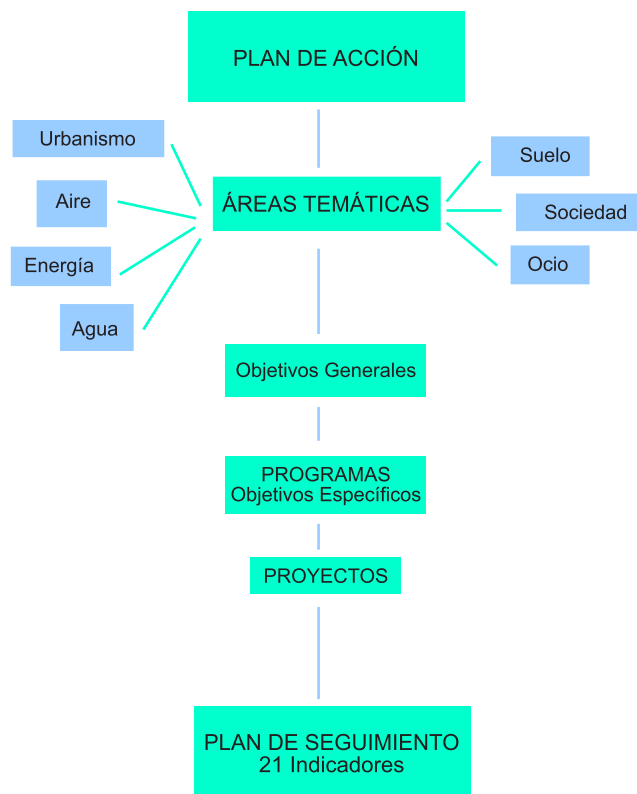 PLAN DE ACCIÓN
Urbanismo
Aire
Energía
Agua
ÁREAS TEMÁTICAS
Suelo
Sociedad
Ocio
Objetivos Generales
PROGRAMAS
Objetivos Específicos
PROYECTOS
PLAN DE SEGUIMIENTO
21 Indicadores